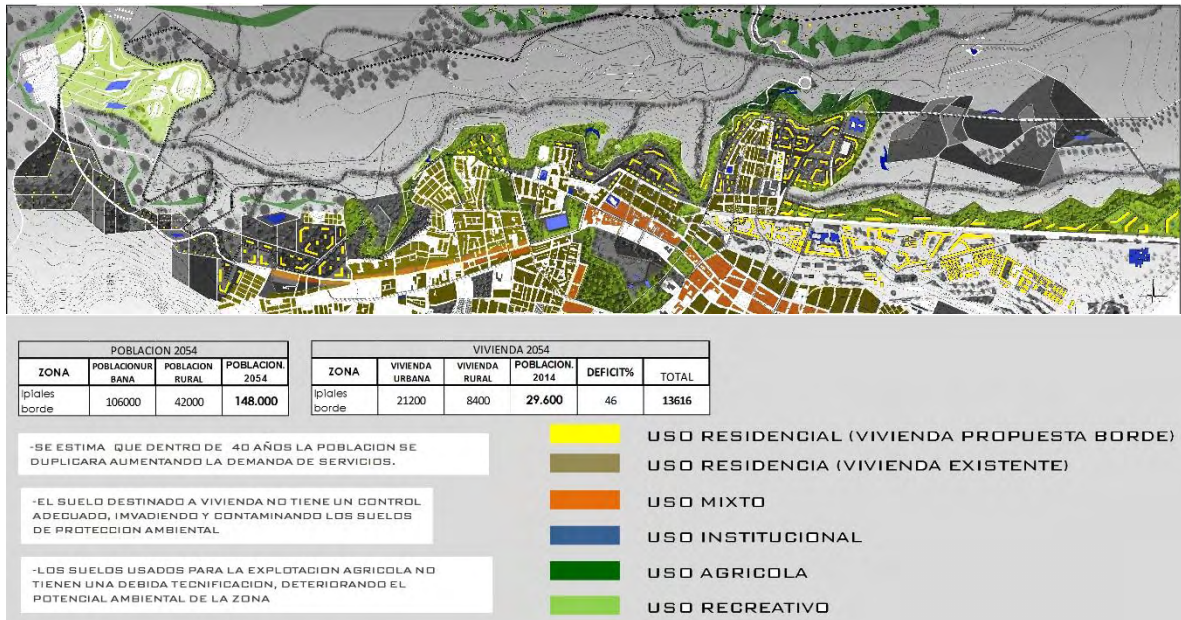 POBLACION 2054
ZONA POBLACIONUR BANA POBLACION RURAL POBLACION. 2054
Ipiales borde 106000 42000 148.000
VIVIENDA 2054
ZONA VIVIENDA URBANA VIVIENDA RURAL POBLACION. 2014 DEFICIT% TOTAL
Ipiales borde 21200 8400 29.600 46 13616
-SE ESTIMA QUE DENTRO DE 40 AÑOS LA POBLACION SE
DUPLICARA AUMENTANDO LA DEMANDA DE SERVICIOS.
-EL SUELO DESTINADO A VIVIENDA NO TIENE UN CONTROL
ADECUADO, IMVADIENDO Y CONTAMINANDO LOS SUELOS
DE PROTECCION AMBIENTAL
-LOS SUELOS USADOS PARA LA EXPLOTACION AGRICOLA NO
TIENEN UNA DEBIDA TECNIFICACION, DETERIORANDO EL
POTENCIAL AMBIENTAL DE LA ZONA
USO RESIDENCIAL (VIVIENDA PROPUESTA BORDE)
USO RESIDENCIA (VIVIENDA EXISTENTE)
USO MIXTO
USO INSTITUCIONAL
USO AGRICOLA
USO RECREATIVO